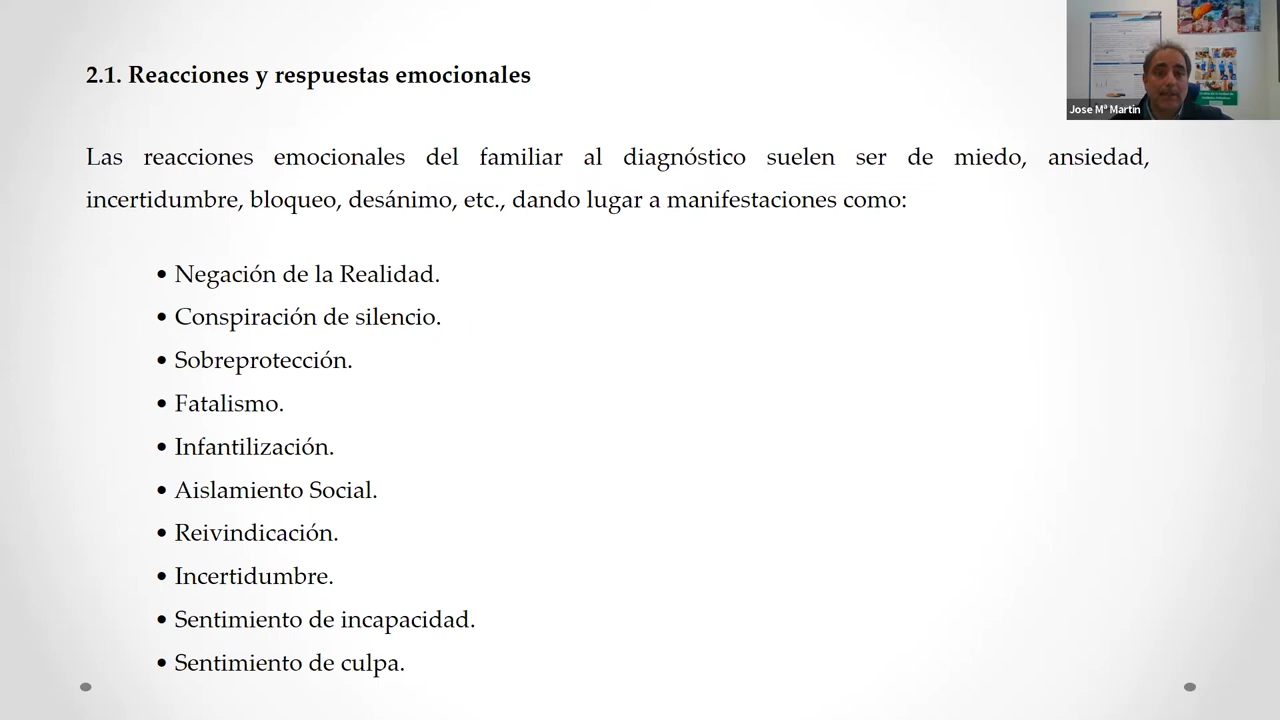 2.1. Reacciones y respuestas emocionales
Jose Mª Martín
Las reacciones emocionales del familiar al diagnóstico suelen ser de miedo, ansiedad,
incertidumbre, bloqueo, desánimo, etc., dando lugar a manifestaciones como:
• Negación de la Realidad.
• Conspiración de silencio.
• Sobreprotección.
• Fatalismo.
• Infantilización.
• Aislamiento Social.
• Reivindicación.
• Incertidumbre.
• Sentimiento de incapacidad.
• Sentimiento de culpa.